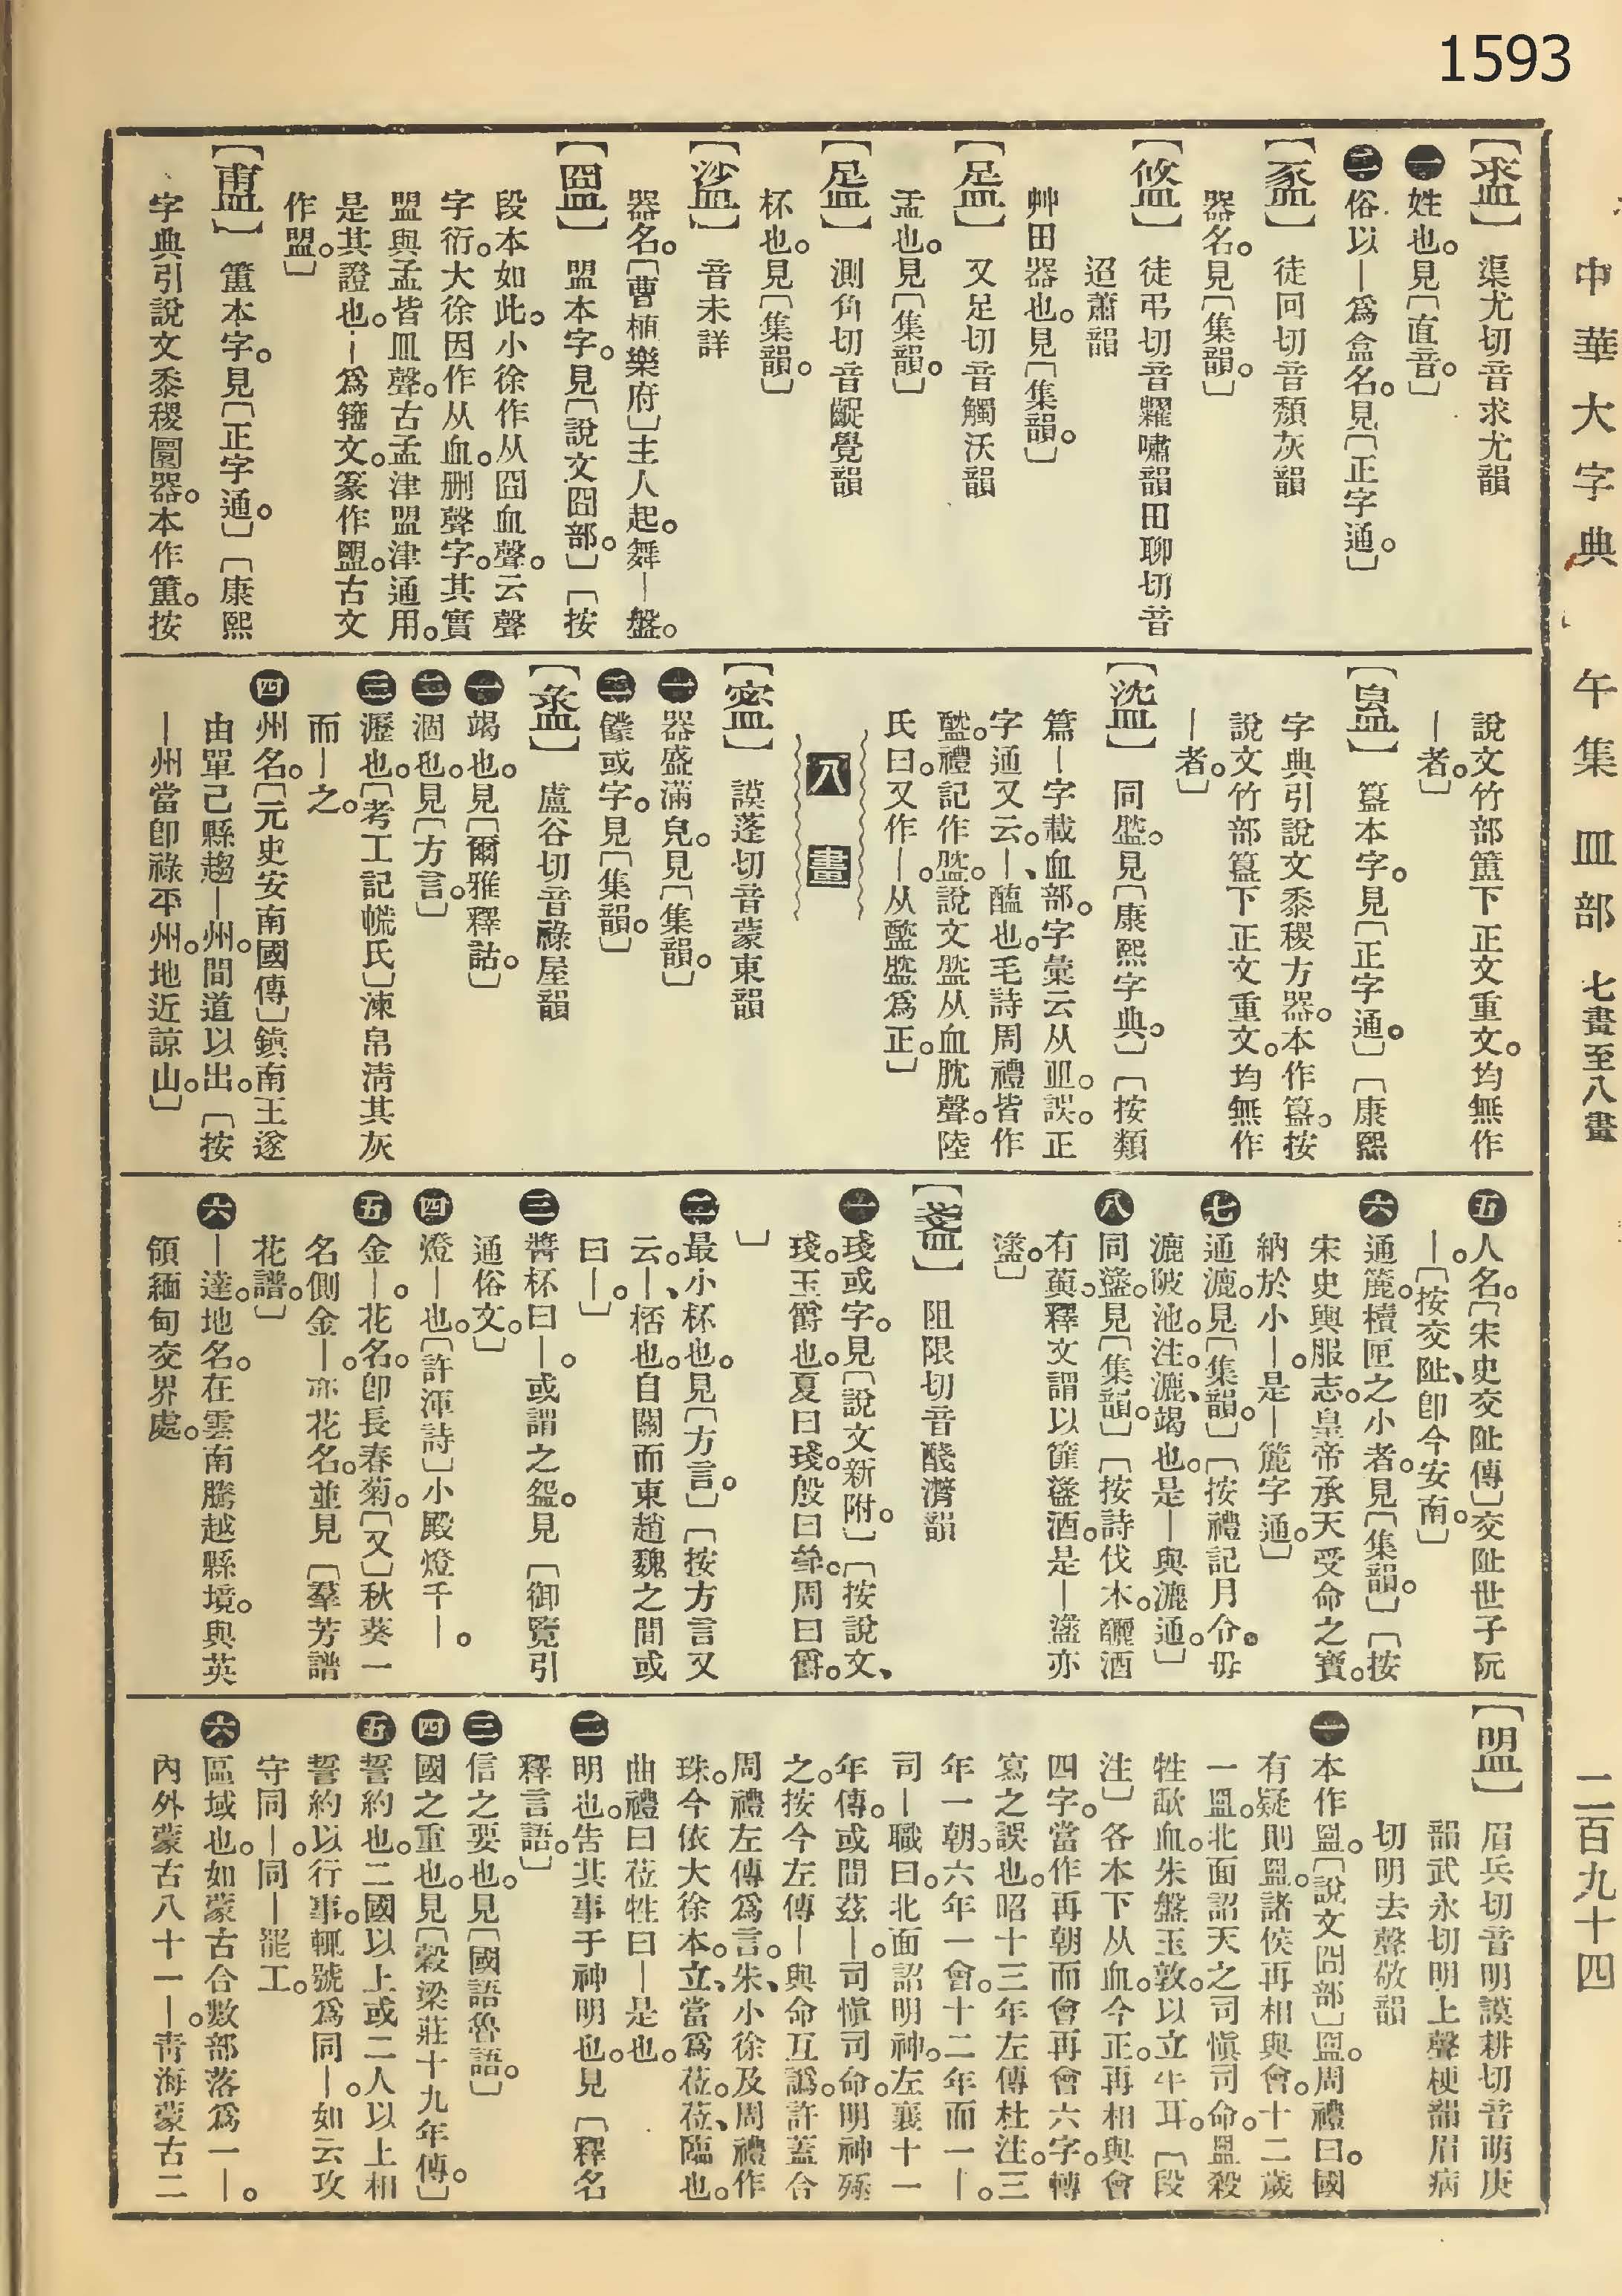 1593
中華大字典 午集 皿部 七畫至八畫 二百九十四
【盚】 渠尤切音求尤韻
㊀姓也。見〔直音。〕
㊁俗以—為盒名。見〔正字通。〕
徒回切音頹灰韻
器名。見〔集韻。〕
徒弔切音糶嘯韻田聊切音
迢蕭韻
艸田器也。見〔集韻。〕
又足切音觸沃韻
盂也。見〔集韻。〕
測角切音齪覺韻
杯也。見〔集韻。〕
音未詳
器名。〔曹植樂府〕主人起。舞—盤。
【盟】 盟本字。見〔說文囧部。〕〔按
段本如此。小徐作从囧血聲。云聲
字衍。大徐因作从血。刪聲字。其實
盟與孟皆皿聲。古孟津盟津通用。
是其證也。—為籀文。篆作盟。古文
作盟。〕
簠本字。見〔正字通。〕〔康熙
字典引說文黍稷圜器。本作簠。按
說文竹部簠下正文重文。均無作
—者。〕
簋本字。見〔正字通。〕〔康熙
字典引說文黍稷方器。本作簋。按
說文竹部簋下正文重文。均無作
—者。〕
同䀋。見〔康熙字典。〕〔按類
篇—字載血部。字彙云从皿。誤。正
字通又云。—、醢也。毛詩周禮皆作
醓。禮記作䀋。說文䀋从血肬聲。陸
氏曰。又作—。从䀋為正。〕
八畫
謨蓬切音蒙東韻
㊀器盛滿皃。見〔集韻。〕
㊁饛或字。見〔集韻。〕
【盝】 盧谷切音祿屋韻
㊀竭也。見〔爾雅釋詁。〕
㊁涸也。見〔方言。〕
㊂瀝也。〔考工記㡛氏〕湅帛清其灰
而—之。
㊃州名。〔元史安南國傳〕鎮南王遂
由單己縣趨—州。間道以出。〔按
—州當卽祿平州。地近諒山。〕
㊄人名。〔宋史交阯傳〕交阯世子阮
—。〔按交阯、卽今安南。〕
㊅通簏。櫝匣之小者。見〔集韻。〕〔按
宋史輿服志。皇帝承天受命之寶。
納於小—。是—簏字通。〕
㊆通漉。見〔集韻。〕〔按禮記月令。毋
漉陂池。注。漉、竭也。是—與漉通。〕
㊇同盪。見〔集韻。〕〔按詩伐木。釃酒
有藇。釋文謂以篚盪酒。是—盪亦
盪。〕
【盞】 阻限切音醆潸韻
㊀琖或字。見〔說文新附。〕〔按說文、
琖。玉爵也。夏曰琖。殷曰斝。周曰爵。
〕
㊁最小杯也。見〔方言。〕〔按方言又
云。—、桮也。自關而東趙魏之間或
曰—。〕
㊂醬杯曰—。或謂之盌。見〔御覽引
通俗文。〕
㊃燈—也。〔許渾詩〕小殿燈千—。
㊄金—。花名。卽長春菊。〔又〕秋葵一
名側金—。亦花名。並見〔羣芳譜
花譜。〕
㊅—達。地名。在雲南騰越縣境。與英
領緬甸交界處。
【盟】 眉兵切音明謨耕切音萌庚
韻武永切明上聲梗韻眉病
切明去聲敬韻
㊀本作盟。〔說文囧部〕盟。周禮曰。國
有疑則盟。諸侯再相與會。十二歲
一盟。北面詔天之司愼司命。盟殺
牲歃血。朱盤玉敦。以立牛耳。〔段
注〕各本下从血。今正。再相與會
四字。當作再朝而會再會六字。轉
寫之誤也。昭十三年左傳杜注。三
年一朝。六年一會。十二年而一—。
司—職曰。北面詔明神。左襄十一
年傳。或間茲—。司愼司命。明神殛
之。按今左傳—與命互譌。許蓋合
周禮左傳為言。朱、小徐及周禮作
珠。今依大徐本。立、當為莅。莅、臨也。
曲禮曰莅牲曰—是也。
㊁明也。告其事于神明也。見〔釋名
釋言語。〕
㊂信之要也。見〔國語魯語。〕
㊃國之重也。見〔穀梁莊十九年傳。〕
㊄誓約也。二國以上或二人以上相
誓約以行事。輒號為同—。如云攻
守同—。同—罷工。
㊅區域也。如蒙古合數部落為一—。
內外蒙古八十一—。靑海蒙古二